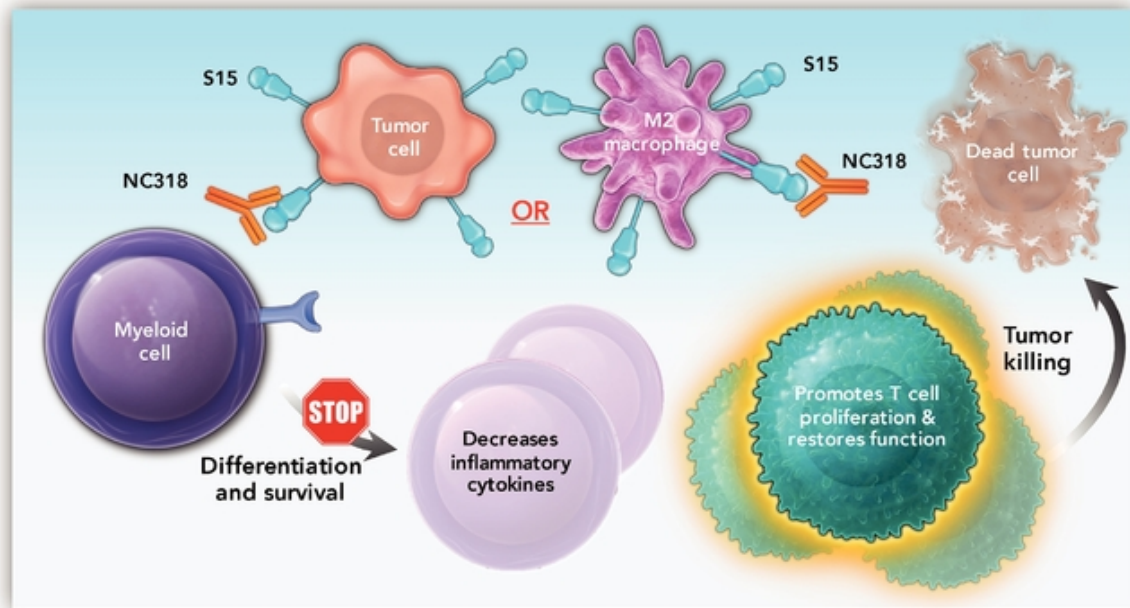 S15
Tumor
cell
NC318
OR
S15
M2
macrophage
NC318
Dead tumor
cell
Myeloid
cell
STOP
Differentiation
and survival
Decreases
inflammatory
cytokines
Promotes T cell
proliferation &
restores function
Tumor
killing